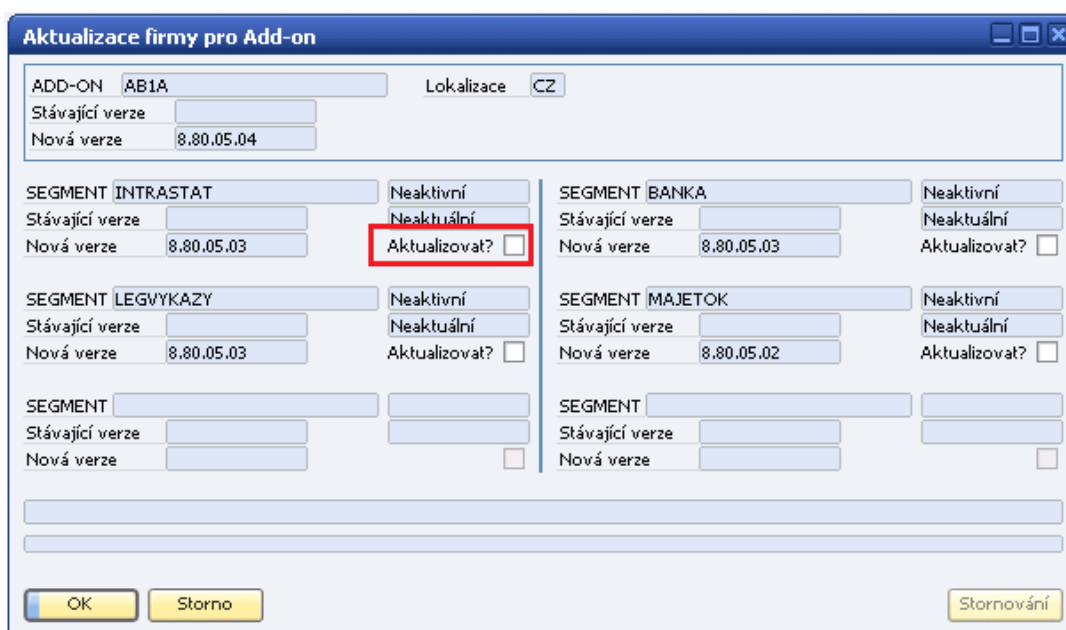 Aktualizace firmy pro Add-on
ADD-ON AB1A Lokalizace CZ
Stávající verze
Nová verze 8.80.05.04
SEGMENT INTRASTAT Neaktivní
Stávající verze Neaktuální
Nová verze 8.80.05.03 Aktualizovat?
SEGMENT BANKA Neaktivní
Stávající verze Neaktuální
Nová verze 8.80.05.03 Aktualizovat?
SEGMENT LEGVYKAZY Neaktivní
Stávající verze Neaktuální
Nová verze 8.80.05.03 Aktualizovat?
SEGMENT MAJETOK Neaktivní
Stávající verze Neaktuální
Nová verze 8.80.05.02 Aktualizovat?
SEGMENT
Stávající verze
Nová verze
SEGMENT
Stávající verze
Nová verze
OK Storno Stornování